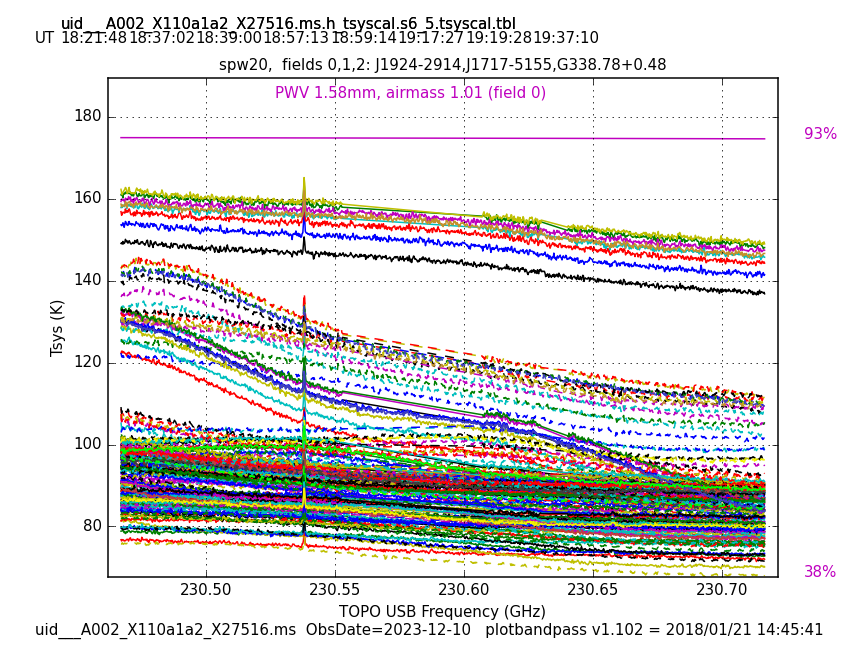 uid___A002_X110a1a2_X27516.ms.h_tsyscal.s6_5.tsyscal.tbl
UT 18:21:48 18:37:02 18:39:00 18:57:13 18:59:14 19:17:27 19:19:28 19:37:10
spw20,  fields 0,1,2: J1924-2914,J1717-5155,G338.78+0.48
PWV 1.58mm, airmass 1.01 (field 0)
93%
38%
180
160
140
120
100
80
Tsys (K)
230.50 230.55 230.60 230.65 230.70
TOPO USB Frequency (GHz)
uid___A002_X110a1a2_X27516.ms  ObsDate=2023-12-10  plotbandpass v1.102 = 2018/01/21 14:45:41